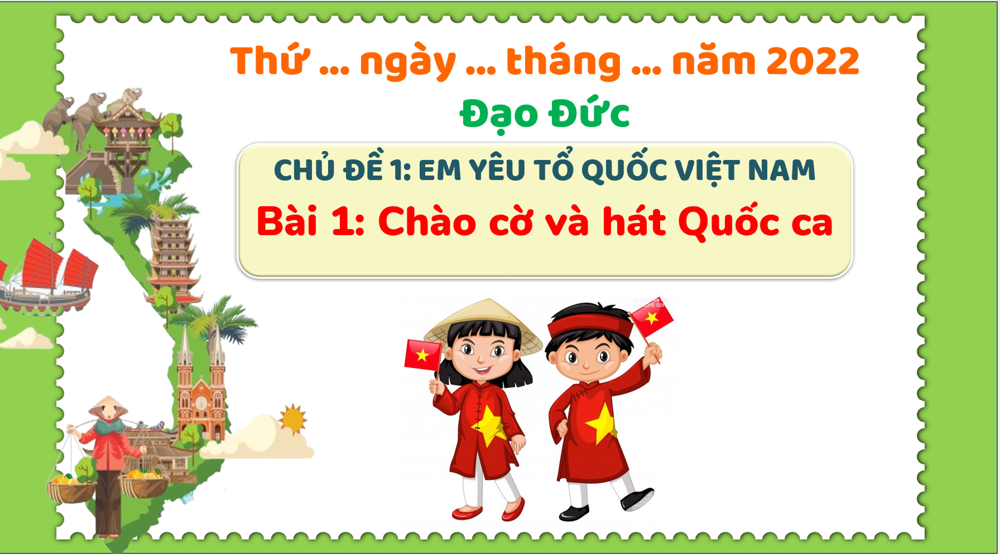 Thứ ... ngày ... tháng ... năm 2022
Đạo Đức
CHỦ ĐỀ 1: EM YÊU TỔ QUỐC VIỆT NAM
Bài 1: Chào cờ và hát Quốc ca